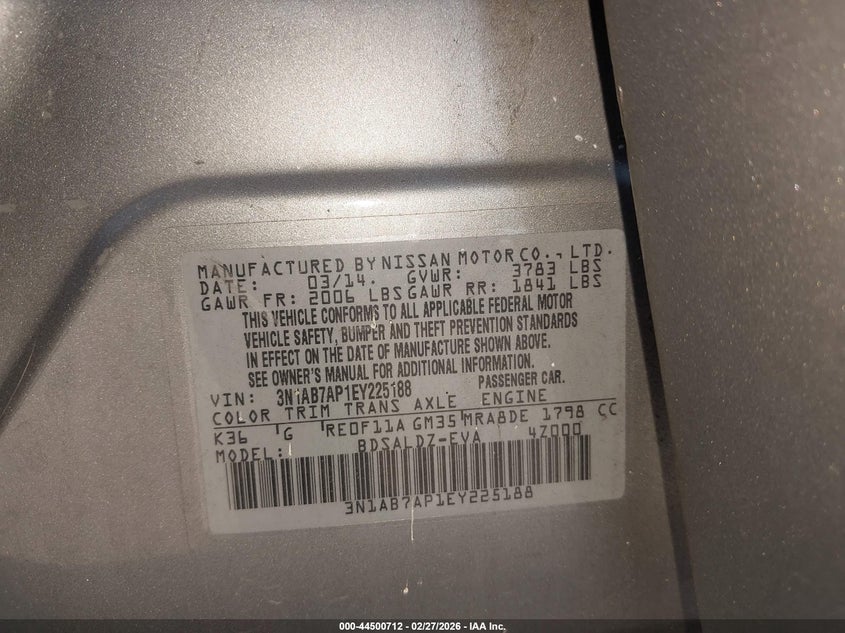 MANUFACTURED BY NISSAN MOTOR CO., LTD.
DATE: 03/14. GVWR: 3783 LBS
GAWR FR: 2006 LBS GAWR RR: 1841 LBS
THIS VEHICLE CONFORMS TO ALL APPLICABLE FEDERAL MOTOR
VEHICLE SAFETY, BUMPER AND THEFT PREVENTION STANDARDS
IN EFFECT ON THE DATE OF MANUFACTURE SHOWN ABOVE.
SEE OWNER'S MANUAL FOR ADDITIONAL INFORMATION.
VIN: 3N1AB7AP1EY225188 PASSENGER CAR.
COLOR TRIM TRANS AXLE ENGINE
K36 G RE0F11A GM35 MRA8DE 1798 CC
MODEL: BDSALDZ-EVA 4Z000
3N1AB7AP1EY225188
000-44500712 — 02/27/2026 — IAA Inc.